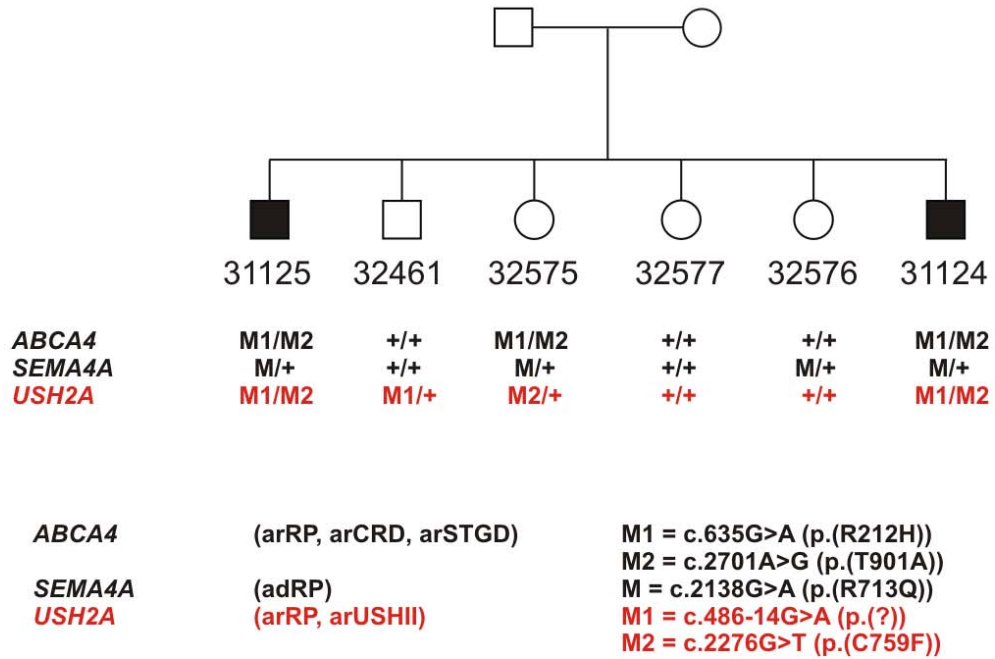 31125 32461 32575 32577 32576 31124
ABCA4 M1/M2 +/+ M1/M2 +/+ +/+ M1/M2
SEMA4A M/+ +/+ M/+ +/+ M/+ M/+
USH2A M1/M2 M1/+ M2/+ +/+ +/+ M1/M2
ABCA4 (arRP, arCRD, arSTGD) M1 = c.635G>A (p.(R212H))
M2 = c.2701A>G (p.(T901A))
SEMA4A (adRP) M = c.2138G>A (p.(R713Q))
USH2A (arRP, arUSHII) M1 = c.486-14G>A (p.(?))
M2 = c.2276G>T (p.(C759F))